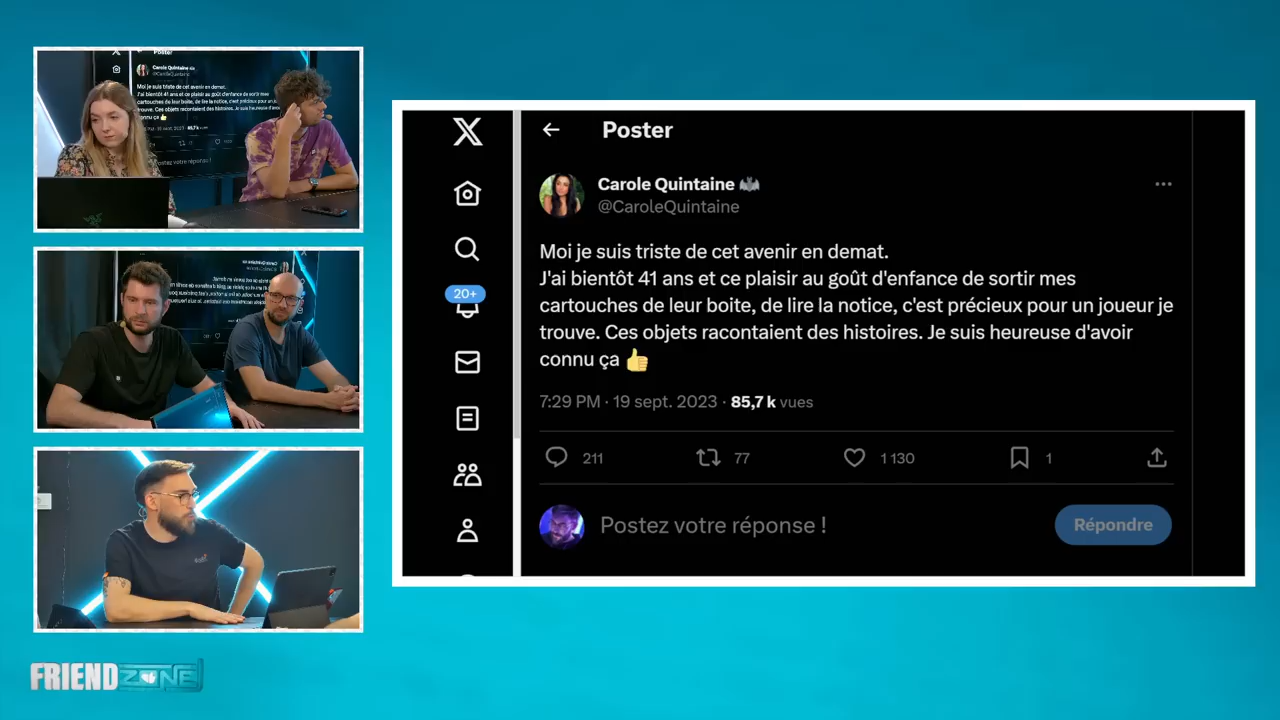 Poster
Carole Quintaine
@CaroleQuintaine
Moi je suis triste de cet avenir en demat.
J'ai bientôt 41 ans et ce plaisir au goût d'enfance de sortir mes
cartouches de leur boite, de lire la notice, c'est précieux pour un joueur je
trouve. Ces objets racontaient des histoires. Je suis heureuse d'avoir
connu ça 👍
7:29 PM · 19 sept. 2023 · 85,7 k vues
20+
211 77 1 130 1
Postez votre réponse !
Répondre
FRIENDZONE